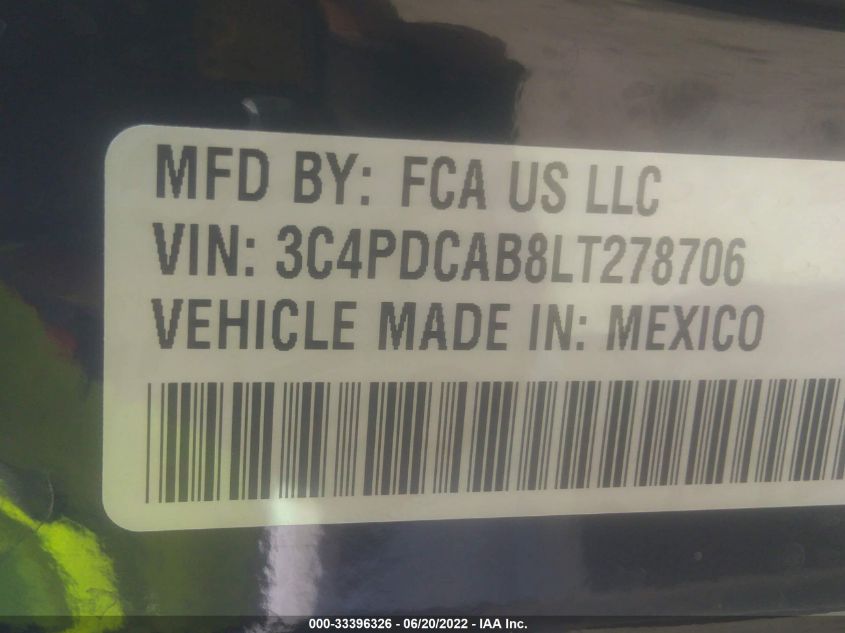 MFD BY: FCA US LLC
VIN: 3C4PDCAB8LT278706
VEHICLE MADE IN: MEXICO
000-33396326 - 06/20/2022 - IAA Inc.